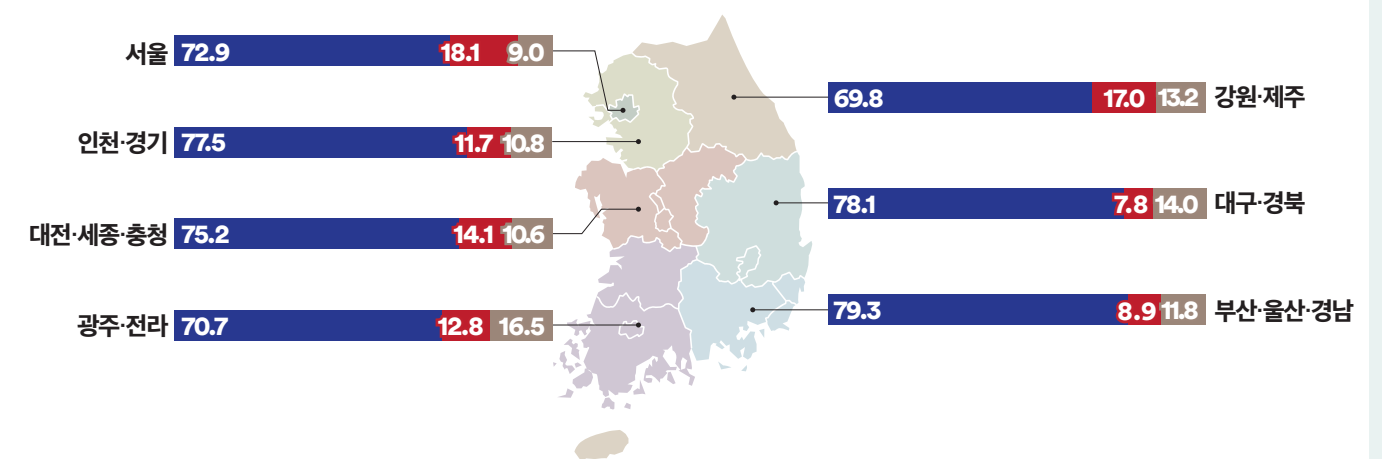 서울 72.9 18.1 9.0
인천·경기 77.5 11.7 10.8
대전·세종·충청 75.2 14.1 10.6
광주·전라 70.7 12.8 16.5
69.8 17.0 13.2 강원·제주
78.1 7.8 14.0 대구·경북
79.3 8.9 11.8 부산·울산·경남